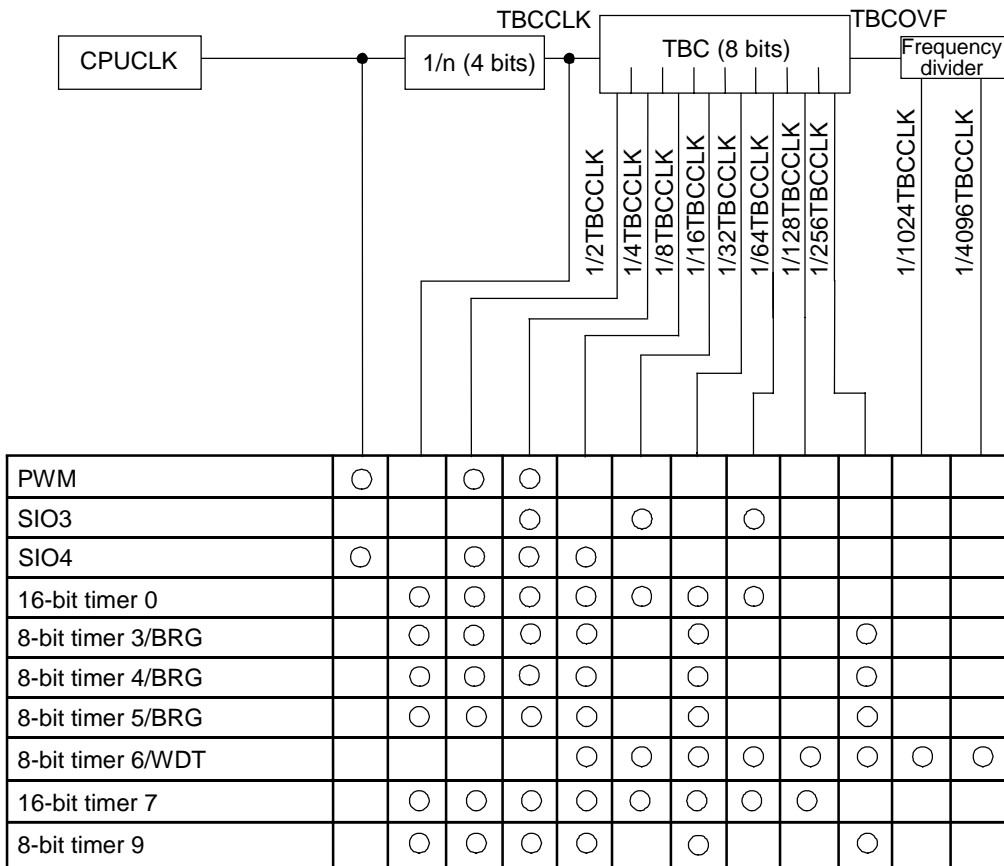 TBCCLK
TBCOVF
CPUCLK
1/n (4 bits)
TBC (8 bits)
Frequency
divider
1/2TBCCLK
1/4TBCCLK
1/8TBCCLK
1/16TBCCLK
1/32TBCCLK
1/64TBCCLK
1/128TBCCLK
1/256TBCCLK
1/1024TBCCLK
1/4096TBCCLK
PWM
SIO3
SIO4
16-bit timer 0
8-bit timer 3/BRG
8-bit timer 4/BRG
8-bit timer 5/BRG
8-bit timer 6/WDT
16-bit timer 7
8-bit timer 9